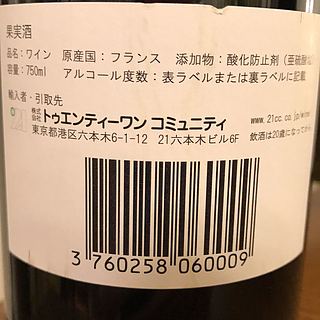 果実酒
品名:ワイン 原産国:フランス 添加物:酸化防止剤(亜硫酸塩
容量:750ml アルコール度数:表ラベルまたは裏ラベルに記載
輸入者・引取先
株式会社 トゥエンティーワン コミュニティ www.21cc.co.jp/wine
東京都港区六本木6-1-12 21六本木ビル6F 飲酒は20歳になってから
3 760258 060009